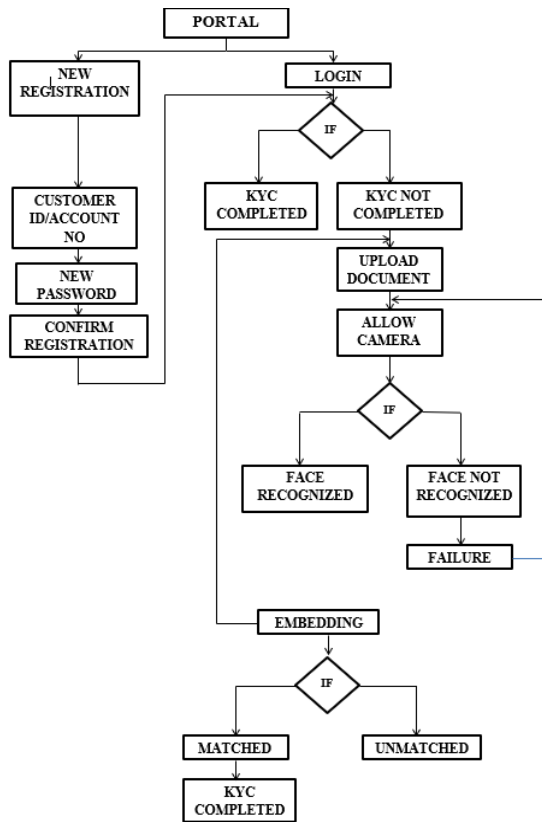 PORTAL
NEW
REGISTRATION
LOGIN
IF
CUSTOMER
ID/ACCOUNT
NO
KYC
COMPLETED
KYC NOT
COMPLETED
NEW
PASSWORD
UPLOAD
DOCUMENT
CONFIRM
REGISTRATION
ALLOW
CAMERA
IF
FACE
RECOGNIZED
FACE NOT
RECOGNIZED
FAILURE
EMBEDDING
IF
MATCHED
UNMATCHED
KYC
COMPLETED